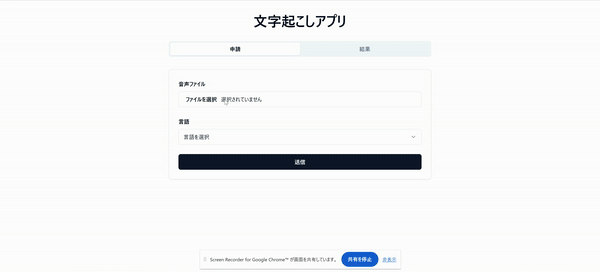 文字起こしアプリ
申請 結果
音声ファイル
ファイルを選択 選択されていません
言語
言語を選択
送信
Screen Recorder for Google Chrome™ が画面を共有しています。 共有を停止 非表示